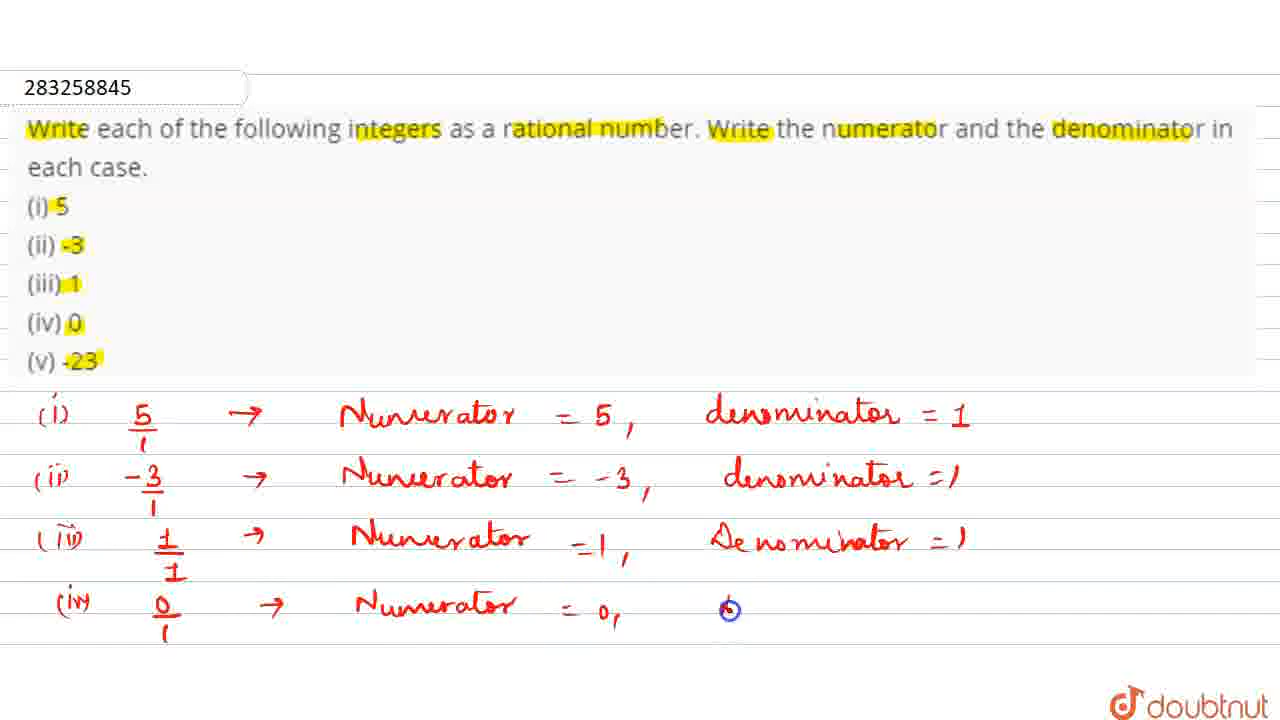 283258845
Write each of the following integers as a rational number. Write the numerator and the denominator in
each case.
(i) 5
(ii) -3
(iii) 1
(iv) 0
(v) -23
(i) 5/1 → Numerator = 5, denominator = 1
(ii) -3/1 → Numerator = -3, denominator = 1
(iii) 1/1 → Numerator = 1, Denominator = 1
(iv) 0/1 → Numerator = 0,
doubtnut